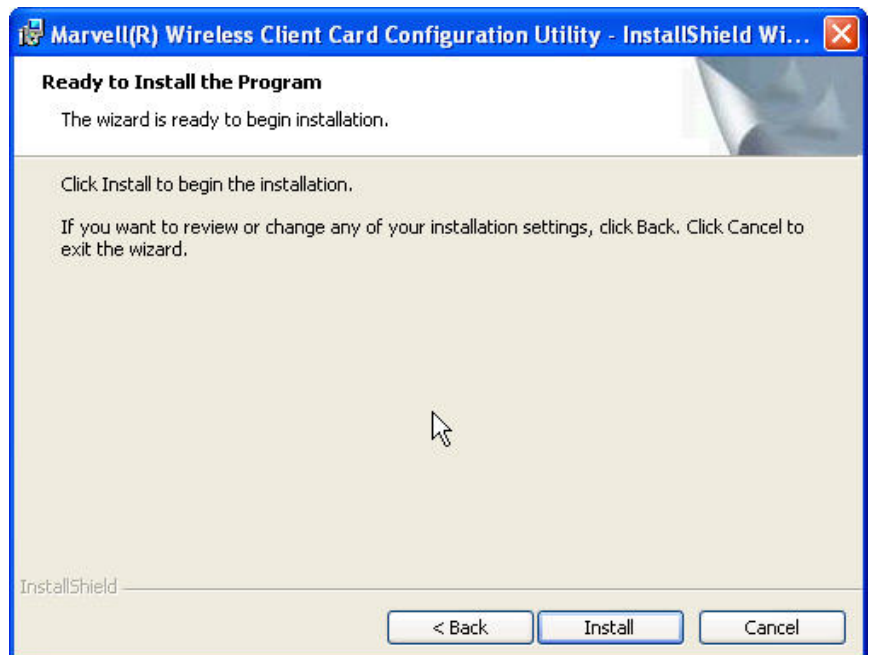 Marvell(R) Wireless Client Card Configuration Utility - InstallShield Wi...
Ready to Install the Program
The wizard is ready to begin installation.
Click Install to begin the installation.
If you want to review or change any of your installation settings, click Back. Click Cancel to
exit the wizard.
InstallShield
< Back
Install
Cancel